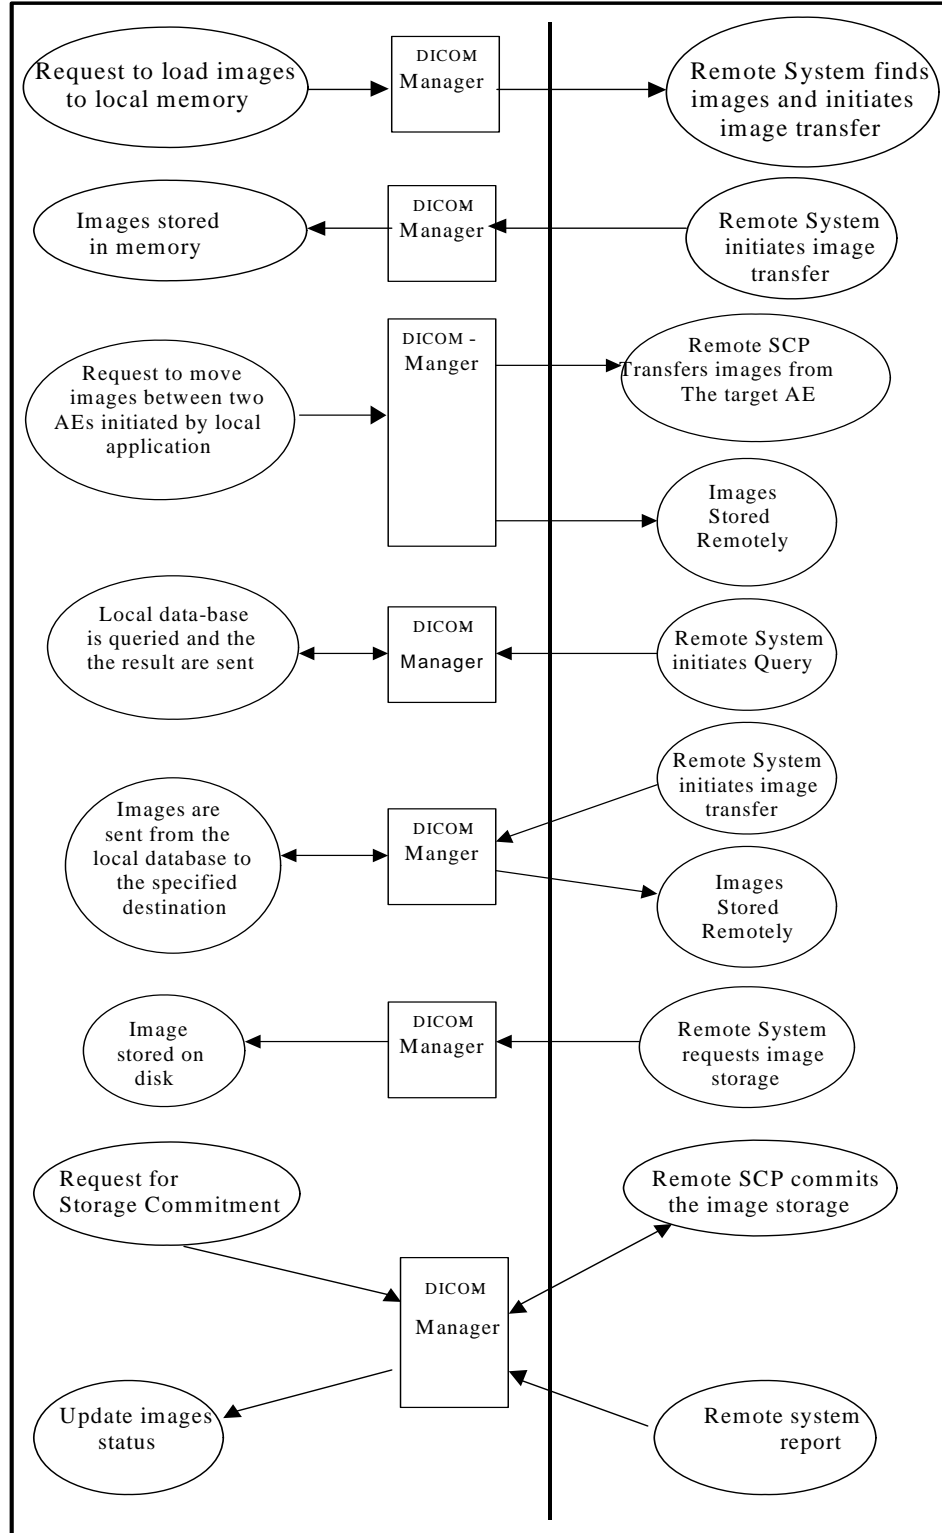 Request to load images
to local memory
DICOM-
Manager
Remote System finds
images and initiates
image transfer
Images stored
in memory
DICOM-
Manager
Remote System
initiates image
transfer
Request to move
images between two
AEs initiated by local
application
DICOM -
Manger
Remote SCP
Transfers images from
The target AE
Images
Stored
Remotely
Local data-base
is queried and the
the result are sent
DICOM-
Manager
Remote System
initiates Query
Images are
sent from the
local database to
the specified
destination
DICOM-
Manger
Remote System
initiates image
transfer
Images
Stored
Remotely
Image
stored on
disk
DICOM-
Manager
Remote System
requests image
storage
Request for
Storage Commitment
DICOM-
Manager
Remote SCP commits
the image storage
Update images
status
Remote system
report